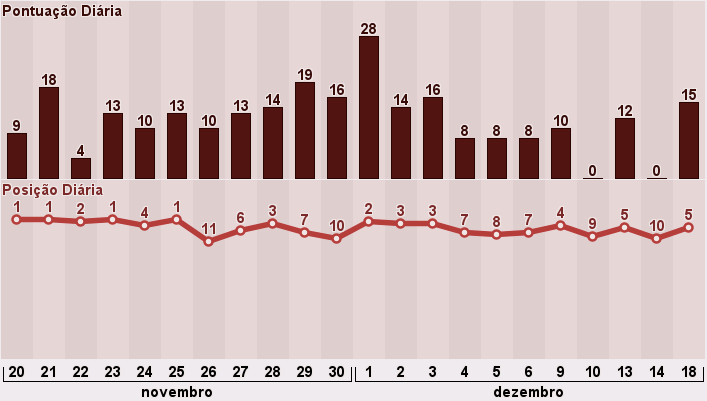 Pontuação Diária
9 18 4 13 10 13 10 13 14 19 16 28 14 16 8 8 8 10 0 12 0 15
Posição Diária
1 1 2 1 4 1 11 6 3 7 10 2 3 3 7 8 7 4 9 5 10 5
20 21 22 23 24 25 26 27 28 29 30 1 2 3 4 5 6 9 10 13 14 18
novembro dezembro